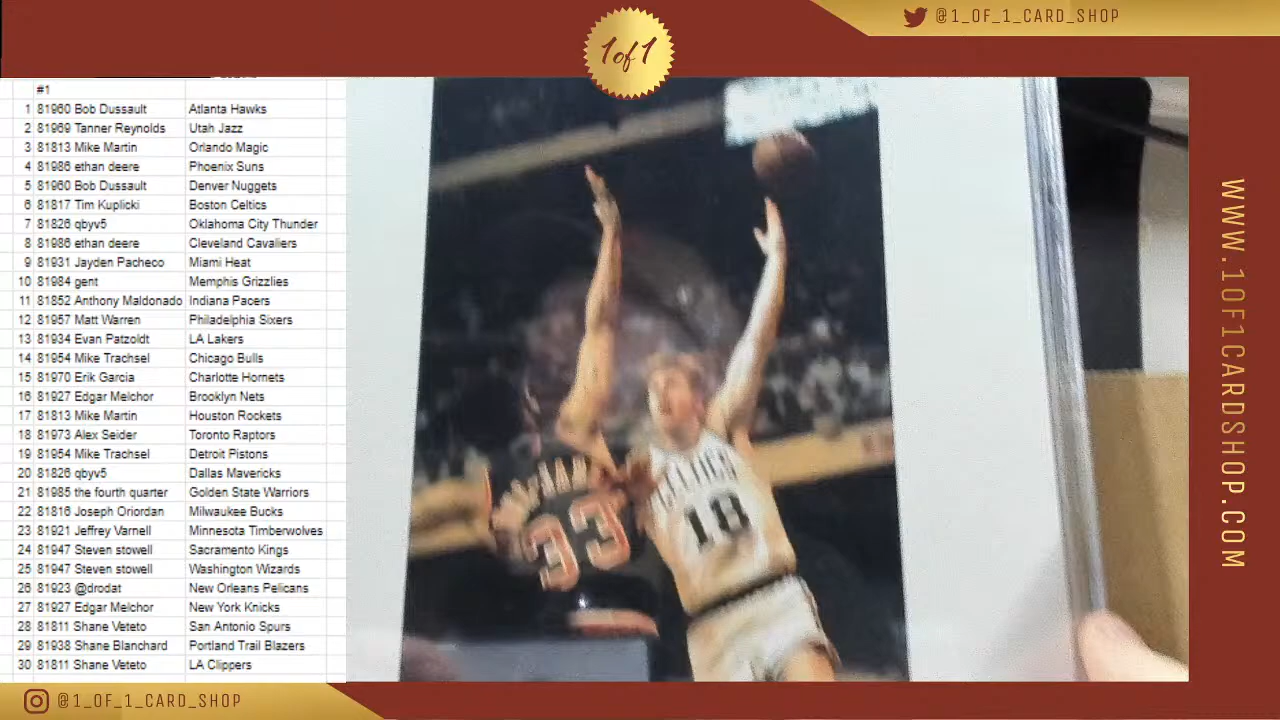 @1_OF_1_CARD_SHOP
1of1
#1
1 81960 Bob Dussault Atlanta Hawks
2 81969 Tanner Reynolds Utah Jazz
3 81813 Mike Martin Orlando Magic
4 81986 ethan deere Phoenix Suns
5 81960 Bob Dussault Denver Nuggets
6 81817 Tim Kuplicki Boston Celtics
7 81826 qbyv5 Oklahoma City Thunder
8 81986 ethan deere Cleveland Cavaliers
9 81931 Jayden Pacheco Miami Heat
10 81984 gent Memphis Grizzlies
11 81852 Anthony Maldonado Indiana Pacers
12 81957 Matt Warren Philadelphia Sixers
13 81934 Evan Patzoldt LA Lakers
14 81954 Mike Trachsel Chicago Bulls
15 81970 Erik Garcia Charlotte Hornets
16 81927 Edgar Melchor Brooklyn Nets
17 81813 Mike Martin Houston Rockets
18 81973 Alex Seider Toronto Raptors
19 81954 Mike Trachsel Detroit Pistons
20 81826 qbyv5 Dallas Mavericks
21 81985 the fourth quarter Golden State Warriors
22 81816 Joseph Oriordan Milwaukee Bucks
23 81921 Jeffrey Varnell Minnesota Timberwolves
24 81947 Steven stowell Sacramento Kings
25 81947 Steven stowell Washington Wizards
26 81923 @drodat New Orleans Pelicans
27 81927 Edgar Melchor New York Knicks
28 81811 Shane Veteto San Antonio Spurs
29 81938 Shane Blanchard Portland Trail Blazers
30 81811 Shane Veteto LA Clippers
33
18
WWW.1OF1CARDSHOP.COM
@1_OF_1_CARD_SHOP